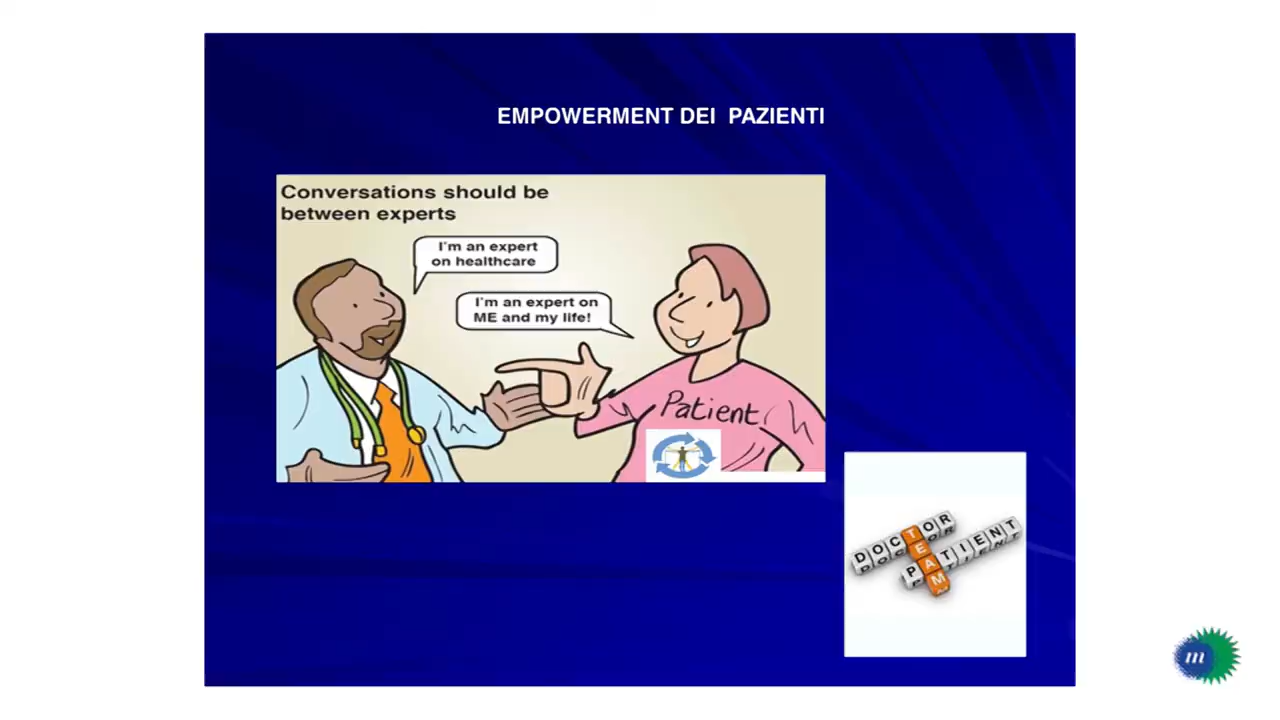 EMPOWERMENT DEI PAZIENTI
Conversations should be
between experts
I'm an expert
on healthcare
I'm an expert on
ME and my life!
Patient
DOCTOR
TEAM
PATIENT
m